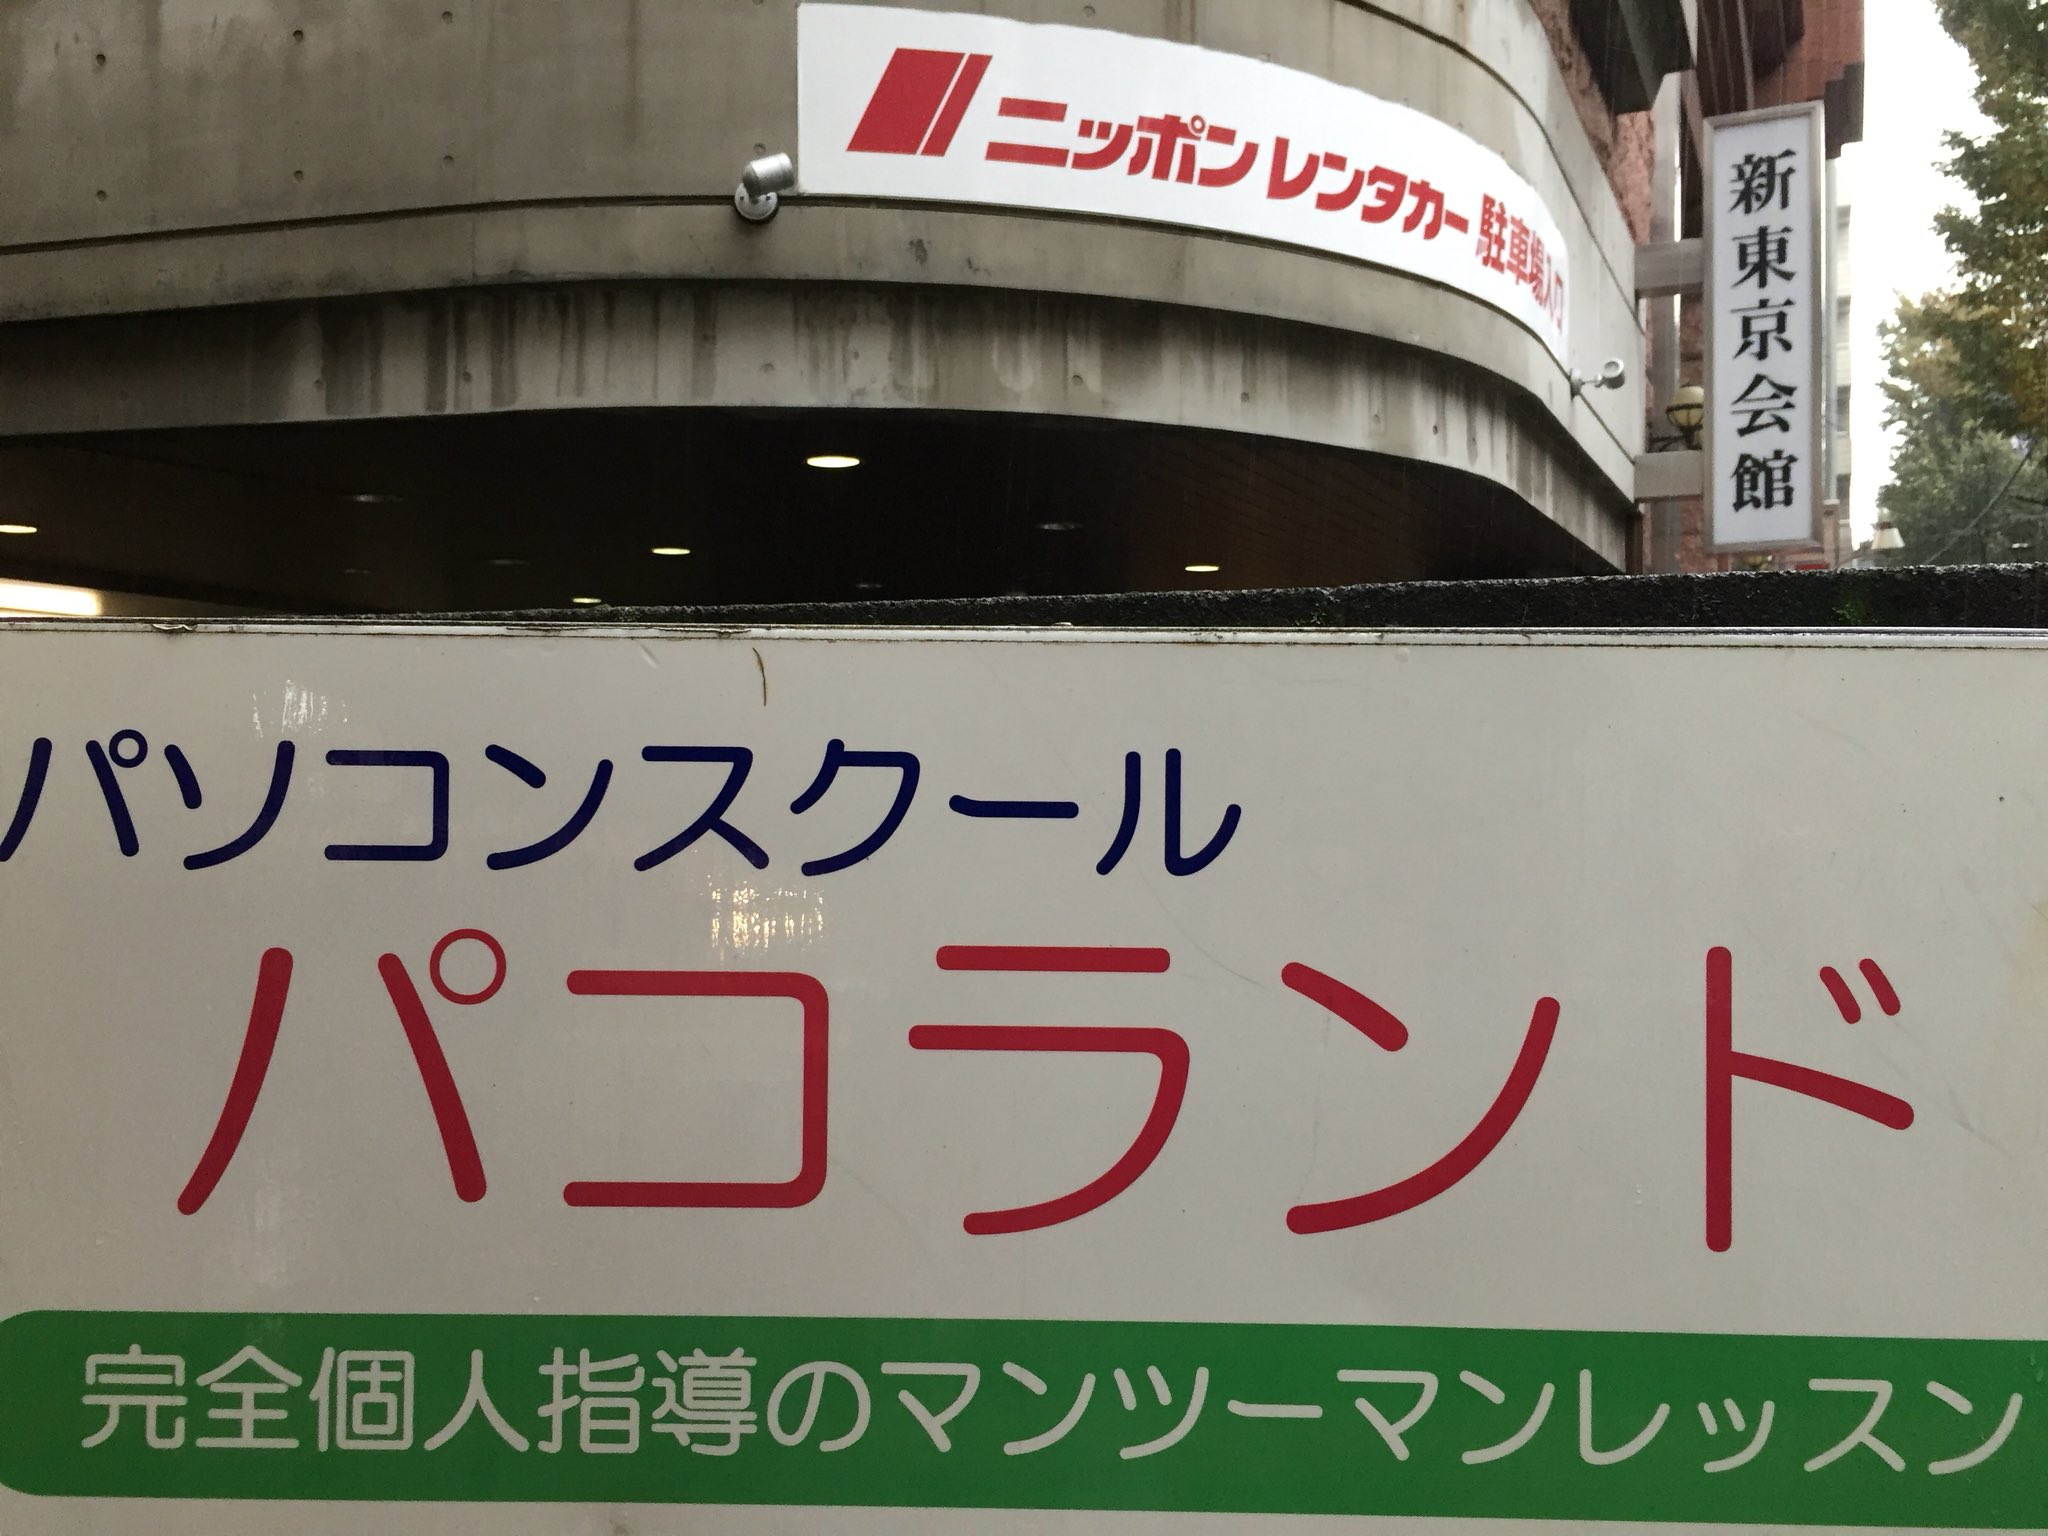 ニッポンレンタカー 駐車場入口
新東京会館
パソコンスクール
パコランド
完全個人指導のマンツーマンレッスン